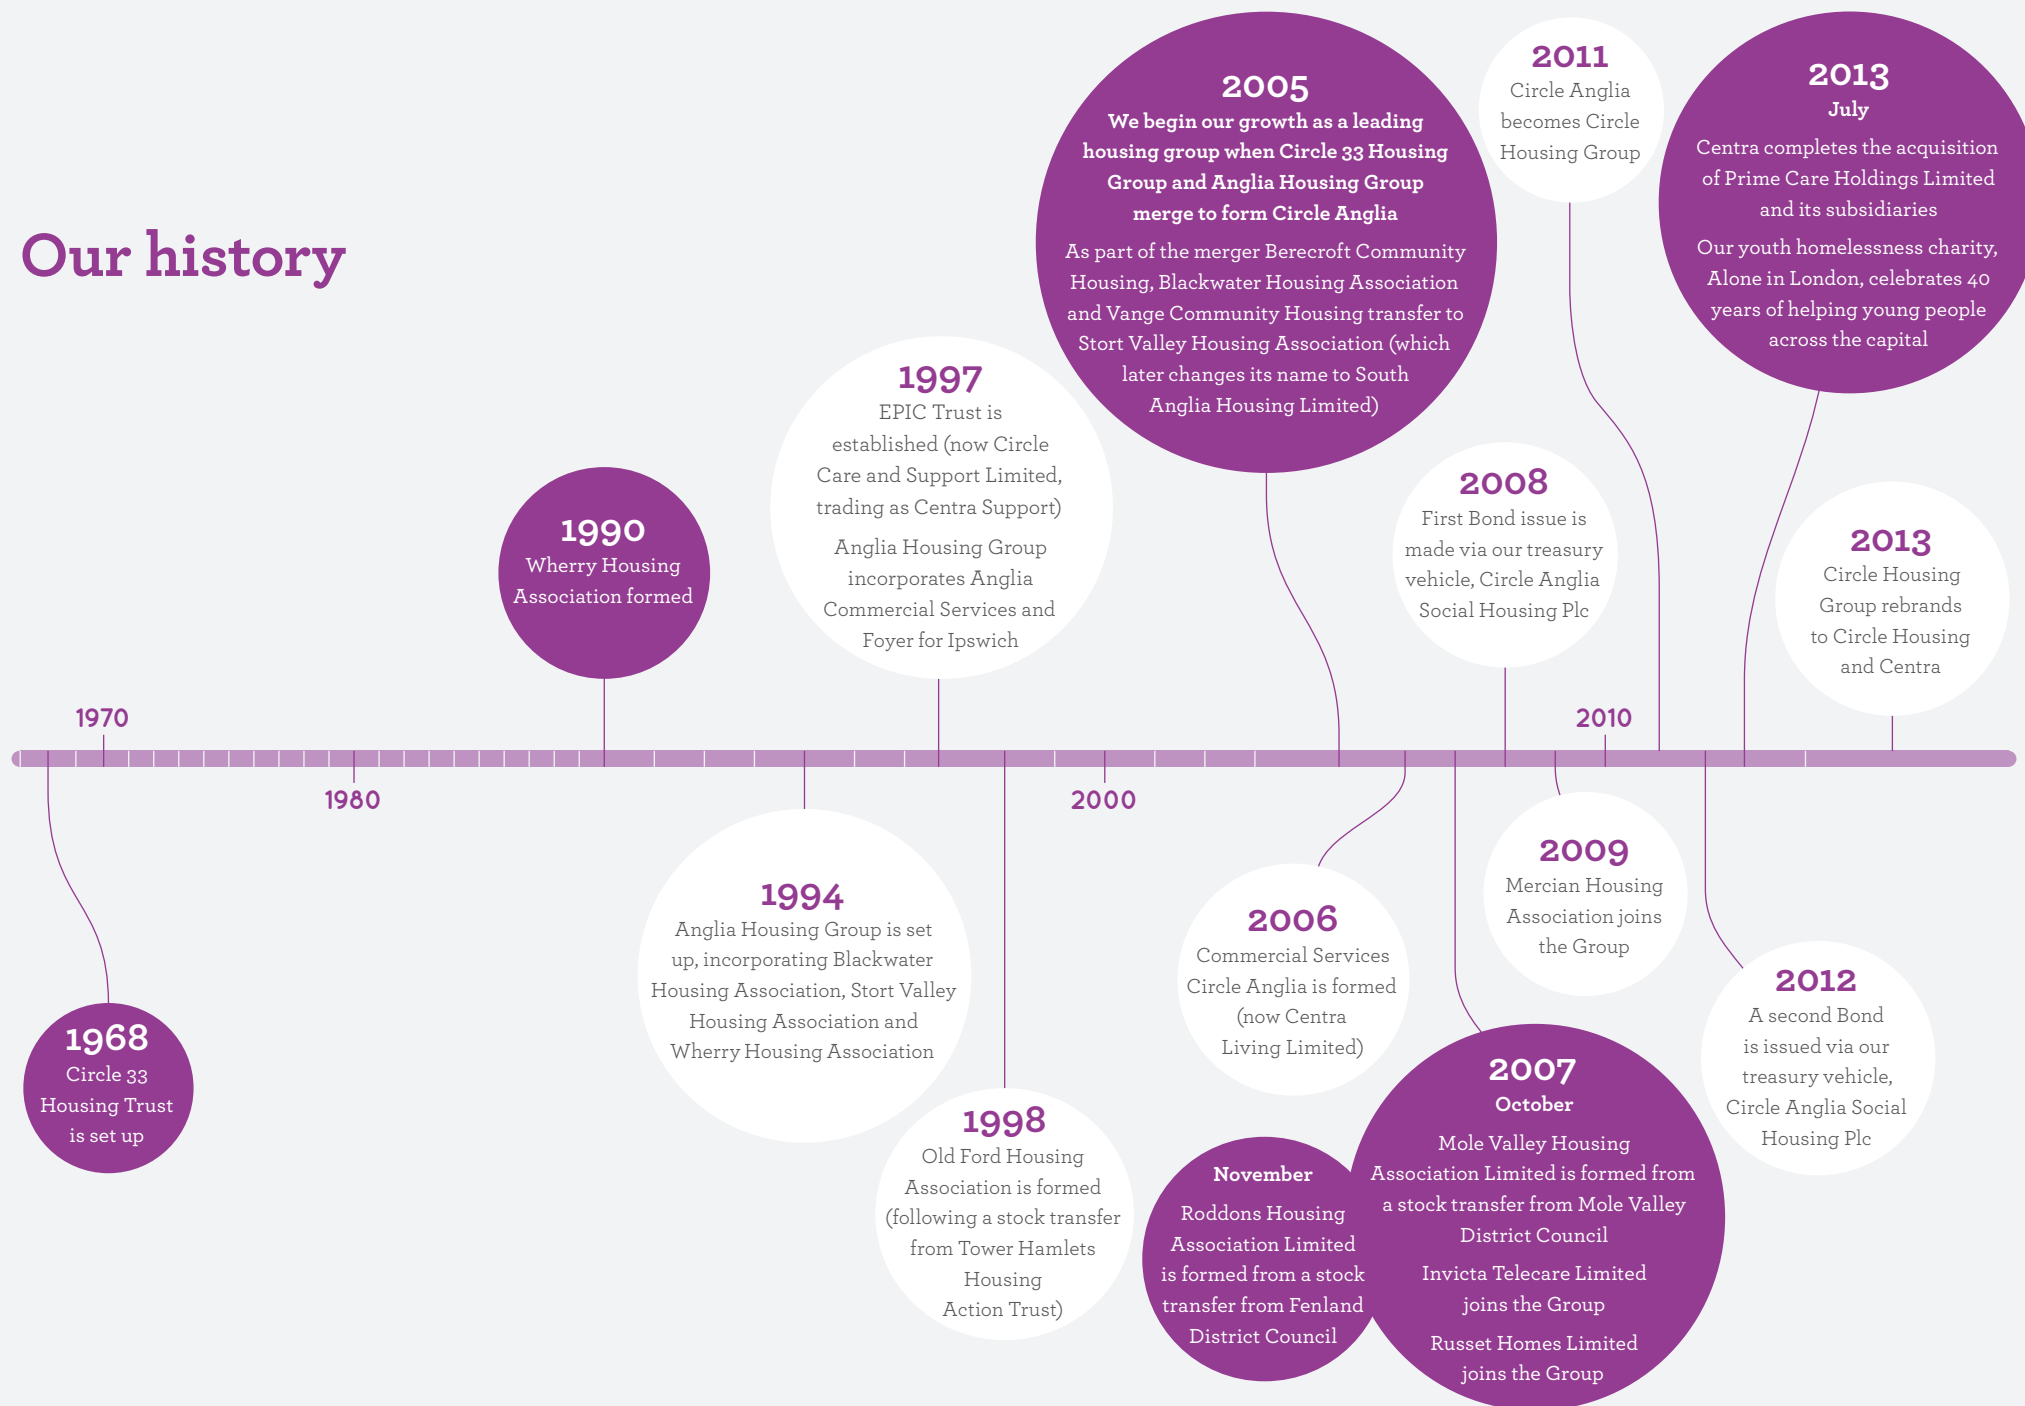 Our history
1968
Circle 33
Housing Trust
is set up
1970
1980
1990
Wherry Housing
Association formed
1994
Anglia Housing Group is set
up, incorporating Blackwater
Housing Association, Stort Valley
Housing Association and
Wherry Housing Association
1997
EPIC Trust is
established (now Circle
Care and Support Limited,
trading as Centra Support)
Anglia Housing Group
incorporates Anglia
Commercial Services and
Foyer for Ipswich
1998
Old Ford Housing
Association is formed
(following a stock transfer
from Tower Hamlets
Housing
Action Trust)
2000
2005
We begin our growth as a leading
housing group when Circle 33 Housing
Group and Anglia Housing Group
merge to form Circle Anglia
As part of the merger Berecroft Community
Housing, Blackwater Housing Association
and Vange Community Housing transfer to
Stort Valley Housing Association (which
later changes its name to South
Anglia Housing Limited)
2006
Commercial Services
Circle Anglia is formed
(now Centra
Living Limited)
2007
October
Mole Valley Housing
Association Limited is formed from
a stock transfer from Mole Valley
District Council
Invicta Telecare Limited
joins the Group
Russet Homes Limited
joins the Group
November
Roddons Housing
Association Limited
is formed from a stock
transfer from Fenland
District Council
2008
First Bond issue is
made via our treasury
vehicle, Circle Anglia
Social Housing Plc
2009
Mercian Housing
Association joins
the Group
2010
2011
Circle Anglia
becomes Circle
Housing Group
2012
A second Bond
is issued via our
treasury vehicle,
Circle Anglia Social
Housing Plc
2013
July
Centra completes the acquisition
of Prime Care Holdings Limited
and its subsidiaries
Our youth homelessness charity,
Alone in London, celebrates 40
years of helping young people
across the capital
2013
Circle Housing
Group rebrands
to Circle Housing
and Centra